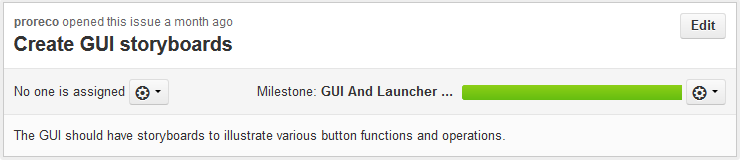 proreco opened this issue a month ago
Edit
Create GUI storyboards
No one is assigned
Milestone: GUI And Launcher ...
The GUI should have storyboards to illustrate various button functions and operations.